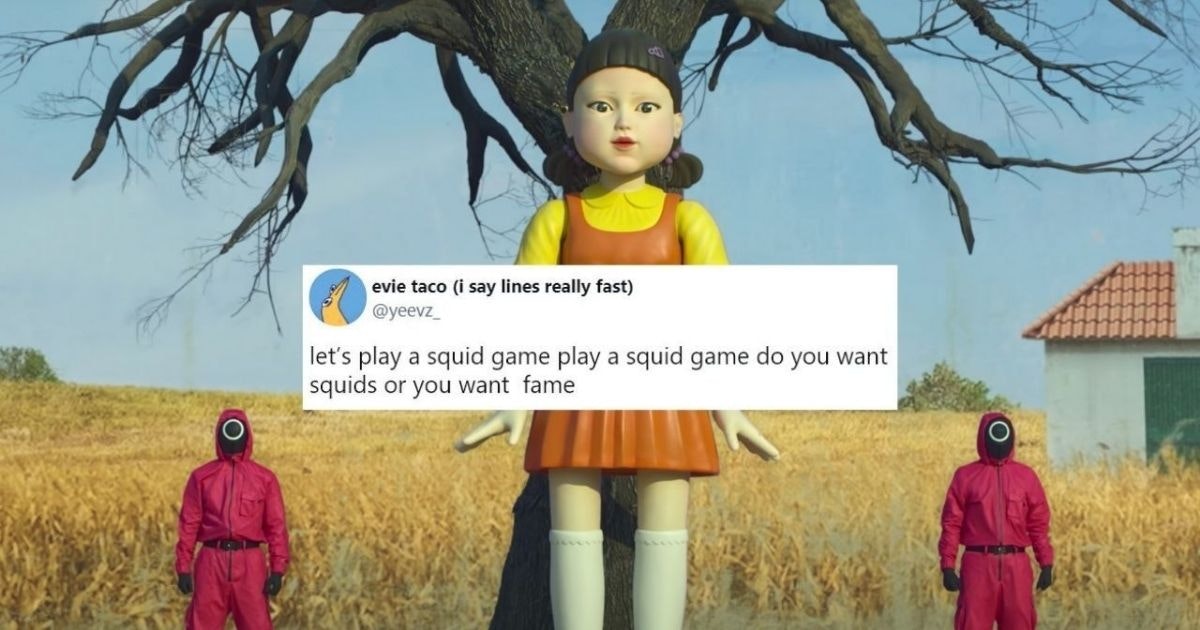 evie taco (i say lines really fast)
@yeevz_
let's play a squid game play a squid game do you want
squids or you want  fame